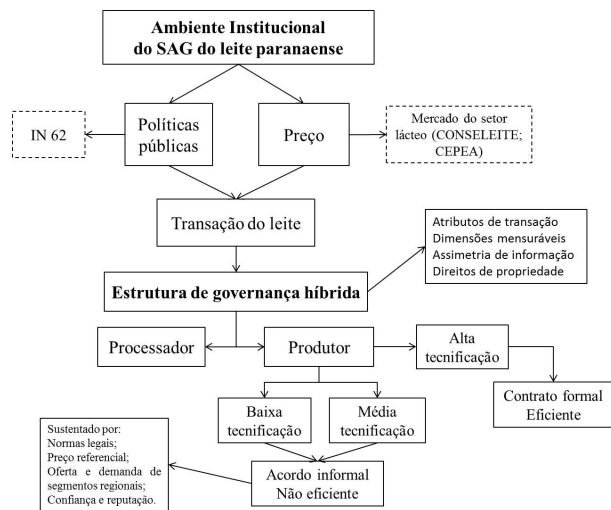 Ambiente Institucional
do SAG do leite paranaense
IN 62
Políticas
públicas
Preço
Mercado do setor
lácteo (CONSELEITE;
CEPEA)
Transação do leite
Atributos de transação
Dimensões mensuráveis
Assimetria de informação
Direitos de propriedade
Estrutura de governança híbrida
Processador
Produtor
Alta
tecnificação
Contrato formal
Eficiente
Baixa
tecnificação
Média
tecnificação
Sustentado por:
Normas legais;
Preço referencial;
Oferta e demanda de
segmentos regionais;
Confiança e reputação.
Acordo informal
Não eficiente